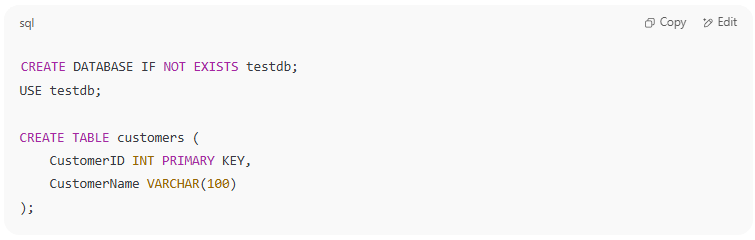 sql
Copy
Edit
CREATE DATABASE IF NOT EXISTS testdb;
USE testdb;
CREATE TABLE customers (
CustomerID INT PRIMARY KEY,
CustomerName VARCHAR(100)
);